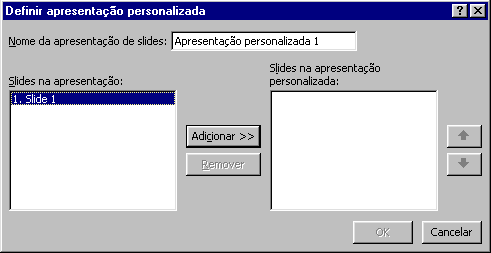 Definir apresentação personalizada
Nome da apresentação de slides: Apresentação personalizada 1
Slides na apresentação:
Slides na apresentação
personalizada:
1. Slide 1
Adicionar >>
Remover
OK
Cancelar